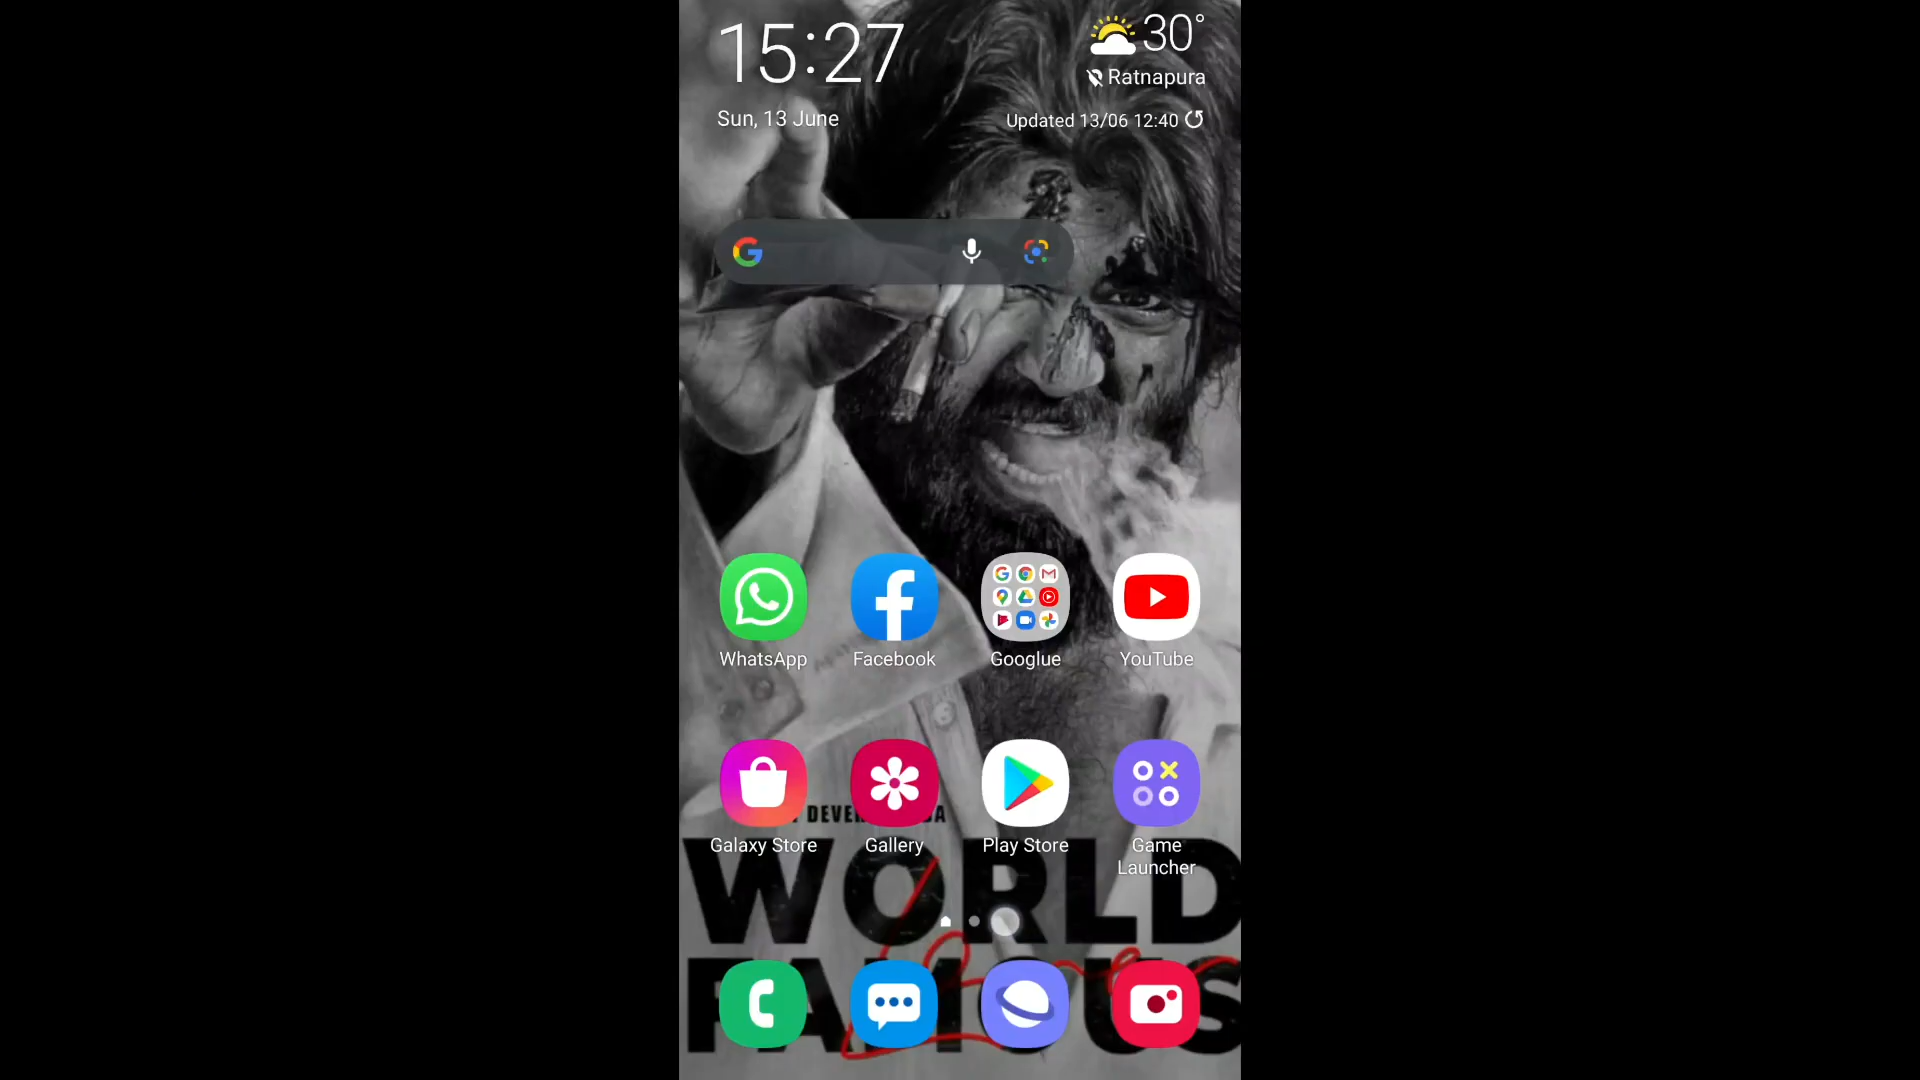 15:27
30°
Ratnapura
Sun, 13 June
Updated 13/06 12:40
WhatsApp
Facebook
Googlue
YouTube
Galaxy Store
Gallery
Play Store
Game
Launcher
WORLD
FAMOUS